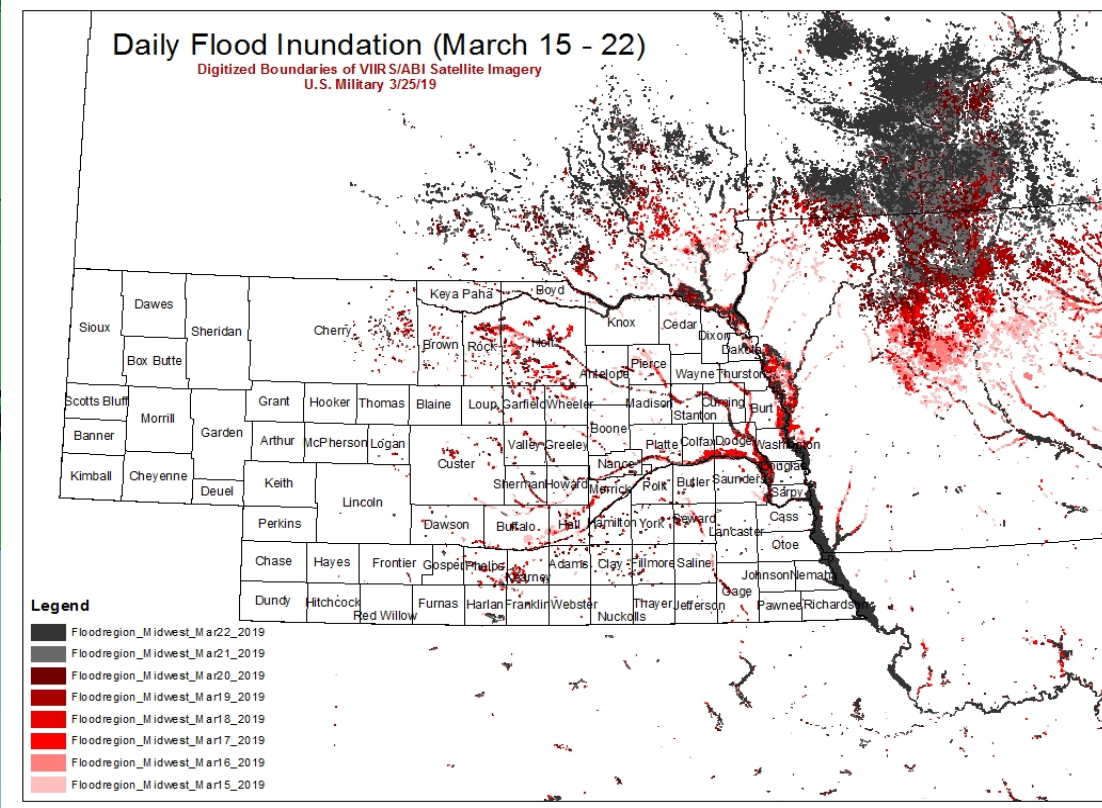 Daily Flood Inundation (March 15 - 22)
Digitized Boundaries of VIIRS/ABI Satellite Imagery
U.S. Military 3/25/19
Keya Paha
Boyd
Dawes
Sioux
Sheridan
Cherry
Knox
Cedar
Dixon
Brown
Rock
Holt
Dakota
Box Butte
Antelope
Pierce
Wayne
Thurston
Scotts Bluff
Grant
Hooker
Thomas
Blaine
Loup
Garfield
Wheeler
Madison
Stanton
Cuming
Burt
Morrill
Garden
Boone
Banner
Arthur
McPherson
Logan
Valley
Greeley
Platte
Colfax
Dodge
Washington
Custer
Nance
Douglas
Kimball
Cheyenne
Deuel
Keith
Sherman
Howard
Merrick
Polk
Butler
Saunders
Sarpy
Lincoln
Perkins
Dawson
Buffalo
Hall
Hamilton
York
Seward
Lancaster
Cass
Otoe
Chase
Hayes
Frontier
Gosper
Phelps
Kearney
Adams
Clay
Fillmore
Saline
Johnson
Nemaha
Gage
Dundy
Hitchcock
Red Willow
Furnas
Harlan
Franklin
Webster
Nuckolls
Thayer
Jefferson
Pawnee
Richardson
Legend
Floodregion_Midwest_Mar22_2019
Floodregion_Midwest_Mar21_2019
Floodregion_Midwest_Mar20_2019
Floodregion_Midwest_Mar19_2019
Floodregion_Midwest_Mar18_2019
Floodregion_Midwest_Mar17_2019
Floodregion_Midwest_Mar16_2019
Floodregion_Midwest_Mar15_2019